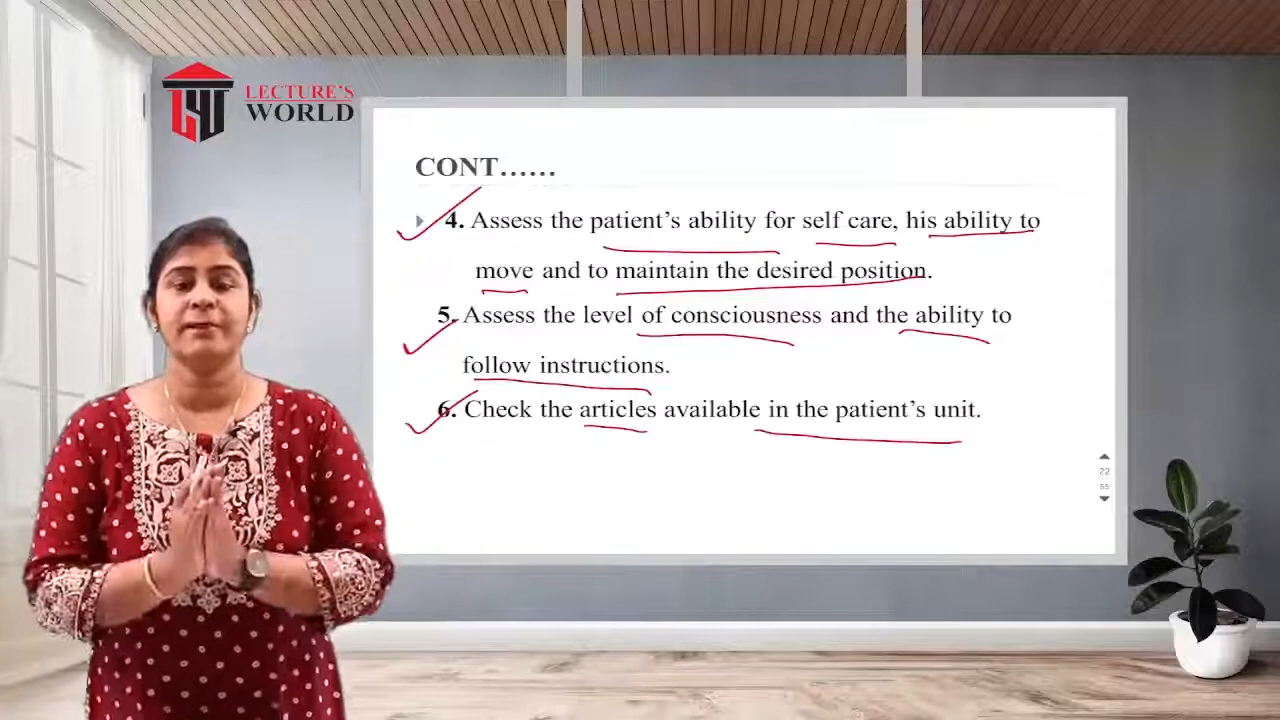 LECTURE'S
WORLD
CONT......
4. Assess the patient's ability for self care, his ability to
move and to maintain the desired position.
5. Assess the level of consciousness and the ability to
follow instructions.
6. Check the articles available in the patient's unit.
22
55